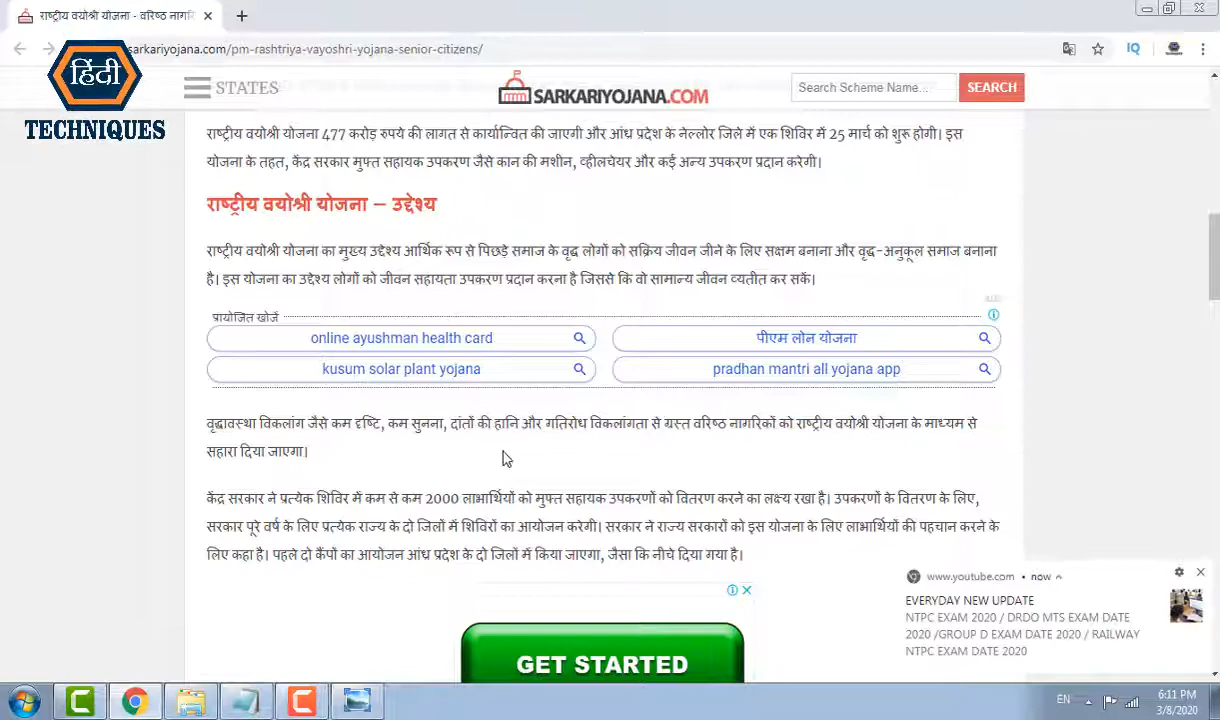 राष्ट्रीय वयोश्री योजना - वरिष्ठ नागरि
sarkariyojana.com/pm-rashtriya-vayoshri-yojana-senior-citizens/
IQ
हिंदी
TECHNIQUES
STATES
SARKARIYOJANA.COM
Search Scheme Name...
SEARCH
राष्ट्रीय वयोश्री योजना 477 करोड़ रुपये की लागत से कार्यान्वित की जाएगी और आंध्र प्रदेश के नेल्लोर जिले में एक शिविर में 25 मार्च को शुरू होगी। इस
योजना के तहत, केंद्र सरकार मुफ्त सहायक उपकरण जैसे कान की मशीन, व्हीलचेयर और कई अन्य उपकरण प्रदान करेगी।
राष्ट्रीय वयोश्री योजना – उद्देश्य
राष्ट्रीय वयोश्री योजना का मुख्य उद्देश्य आर्थिक रूप से पिछड़े समाज के वृद्ध लोगों को सक्रिय जीवन जीने के लिए सक्षम बनाना और वृद्ध-अनुकूल समाज बनाना
है। इस योजना का उद्देश्य लोगों को जीवन सहायता उपकरण प्रदान करना है जिससे कि वो सामान्य जीवन व्यतीत कर सकें।
प्रायोजित खोजें
online ayushman health card
पीएम लोन योजना
kusum solar plant yojana
pradhan mantri all yojana app
वृद्धावस्था विकलांग जैसे कम दृष्टि, कम सुनना, दांतों की हानि और गतिरोध विकलांगता से ग्रस्त वरिष्ठ नागरिकों को राष्ट्रीय वयोश्री योजना के माध्यम से
सहारा दिया जाएगा।
केंद्र सरकार ने प्रत्येक शिविर में कम से कम 2000 लाभार्थियों को मुफ्त सहायक उपकरणों को वितरण करने का लक्ष्य रखा है। उपकरणों के वितरण के लिए,
सरकार पूरे वर्ष के लिए प्रत्येक राज्य के दो जिलों में शिविरों का आयोजन करेगी। सरकार ने राज्य सरकारों को इस योजना के लिए लाभार्थियों की पहचान करने के
लिए कहा है। पहले दो कैंपों का आयोजन आंध्र प्रदेश के दो जिलों में किया जाएगा, जैसा कि नीचे दिया गया है।
GET STARTED
www.youtube.com • now
EVERYDAY NEW UPDATE
NTPC EXAM 2020 / DRDO MTS EXAM DATE
2020 /GROUP D EXAM DATE 2020 / RAILWAY
NTPC EXAM DATE 2020
EN
6:11 PM
3/8/2020